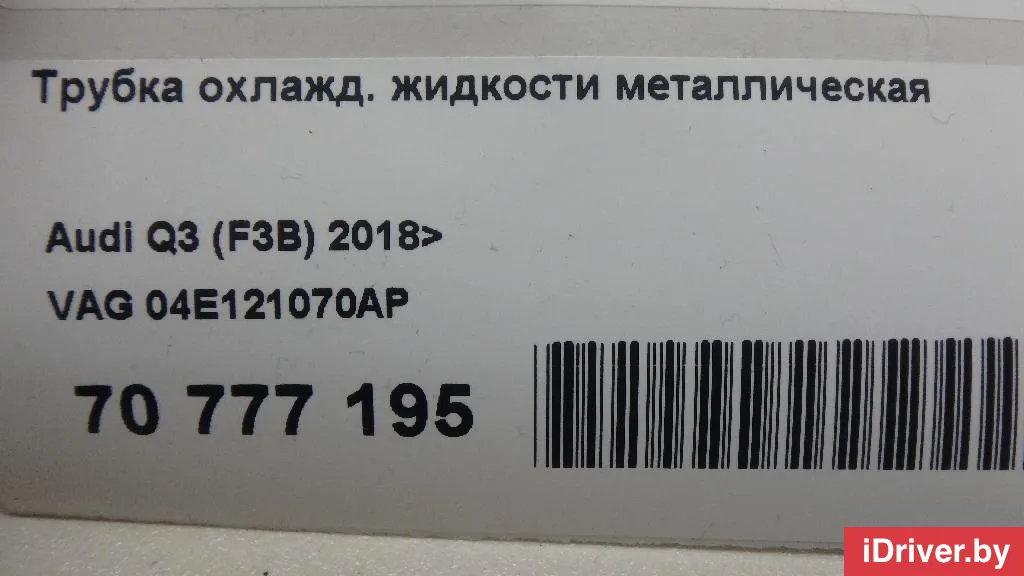 Трубка охлажд. жидкости металлическая
Audi Q3 (F3B) 2018>
VAG 04E121070AP
70 777 195
iDriver.by